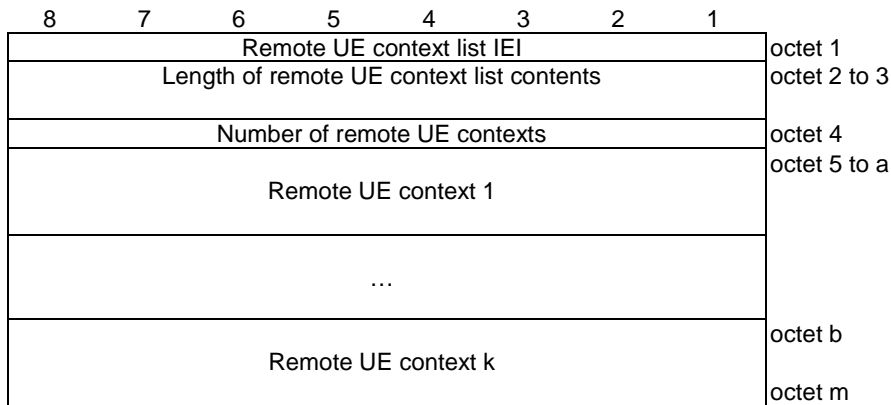 8 7 6 5 4 3 2 1
Remote UE context list IEI octet 1
Length of remote UE context list contents octet 2 to 3
Number of remote UE contexts octet 4
octet 5 to a
Remote UE context 1
…
octet b
Remote UE context k
octet m